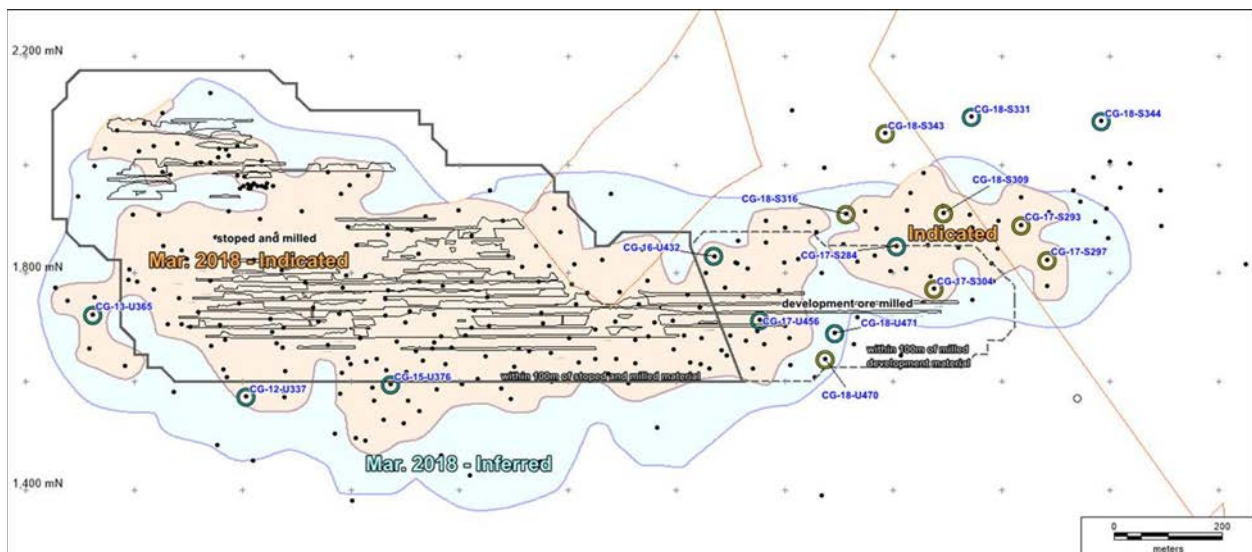 2,200 mN
CG-18-S331
CG-18-S344
CG-18-S343
CG-18-S309
CG-18-S316
CG-17-S293
stoped and milled
Indicated
CG-16-U432
CG-17-S284
Mar. 2018 - Indicated
CG-17-S297
1,800 mN
CG-17-S304
development ore milled
CG-13-U365
CG-17-U456
CG-18-U471
within 100m of milled
development material
within 100m of stoped and milled material
CG-15-U376
CG-12-U337
CG-18-U470
Mar. 2018 - Inferred
1,400 mN
0
200
meters